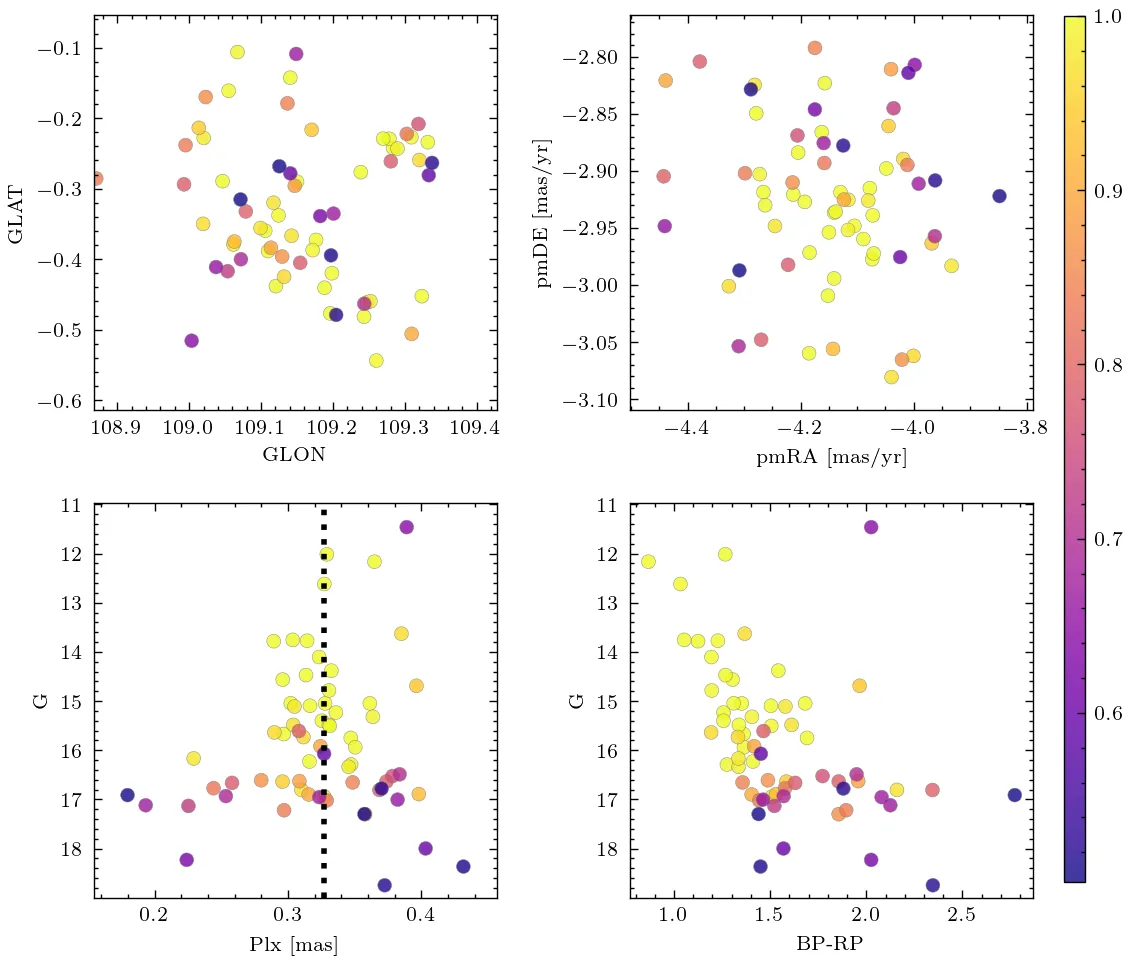 −0.1
−0.2
−0.3
−0.4
−0.5
−0.6
GLAT
108.9 109.0 109.1 109.2 109.3 109.4
GLON
−2.80
−2.85
−2.90
−2.95
−3.00
−3.05
−3.10
pmDE [mas/yr]
−4.4 −4.2 −4.0 −3.8
pmRA [mas/yr]
1.0
0.9
0.8
0.7
0.6
11
12
13
14
15
16
17
18
G
0.2 0.3 0.4
Plx [mas]
11
12
13
14
15
16
17
18
G
1.0 1.5 2.0 2.5
BP-RP